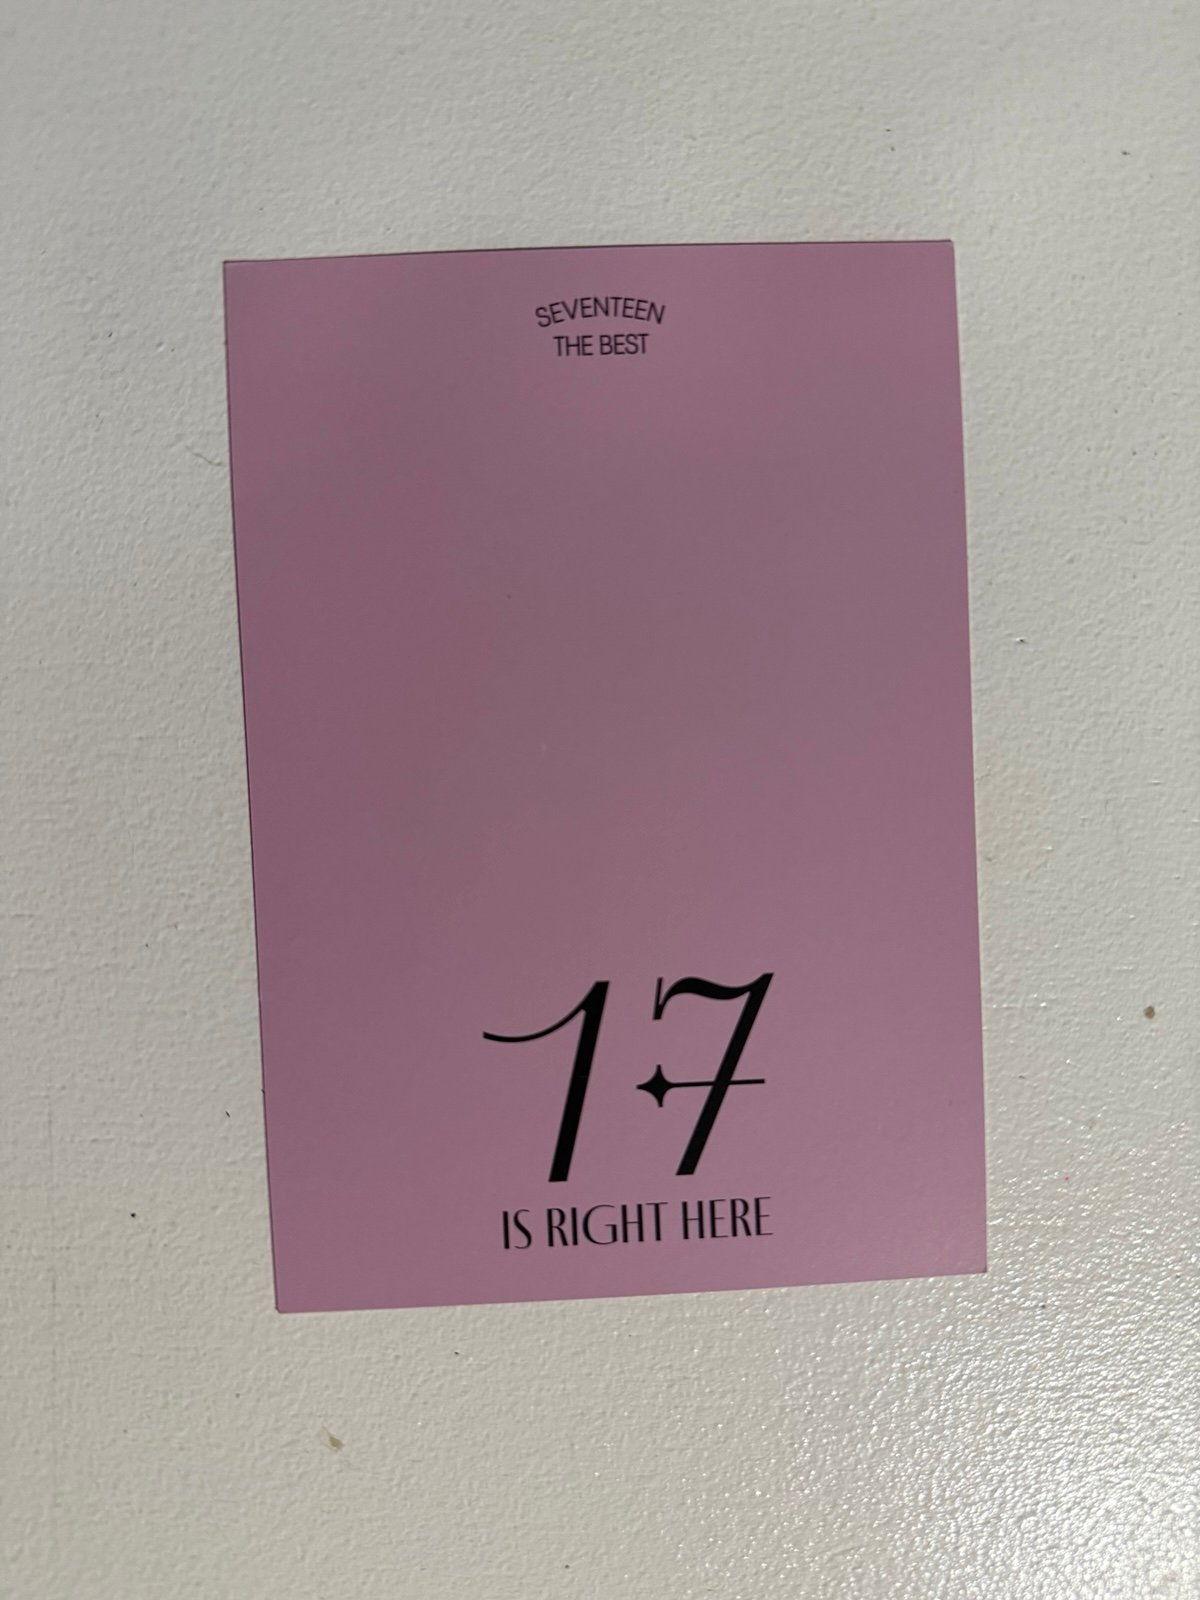 SEVENTEEN
THE BEST
17
IS RIGHT HERE